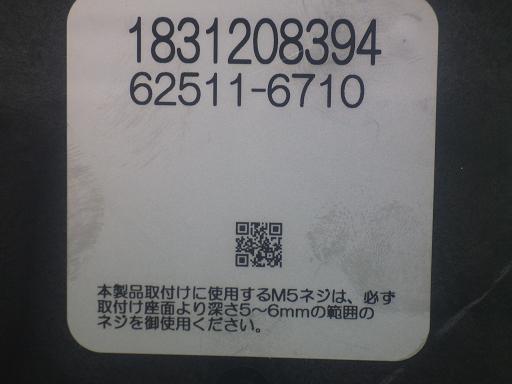 1831208394
62511-6710
本製品取付けに使用するM5ネジは、必ず
取付け座面より深さ5～6mmの範囲の
ネジを御使用ください。